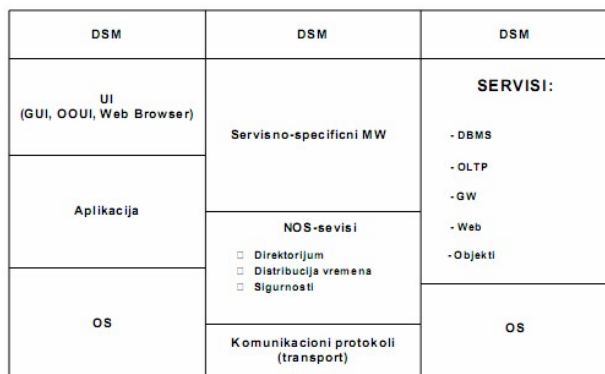 DSM
UI
(GUI, OOUI, Web Browser)
Aplikacija
OS
DSM
Servisno-specificni MW
NOS-sevisi
Direktorijum
Distribucija vremena
Sigurnosti
Komunikacioni protokoli
(transport)
DSM
SERVISI:
- DBMS
- OLTP
- GW
- Web
- Objekti
OS